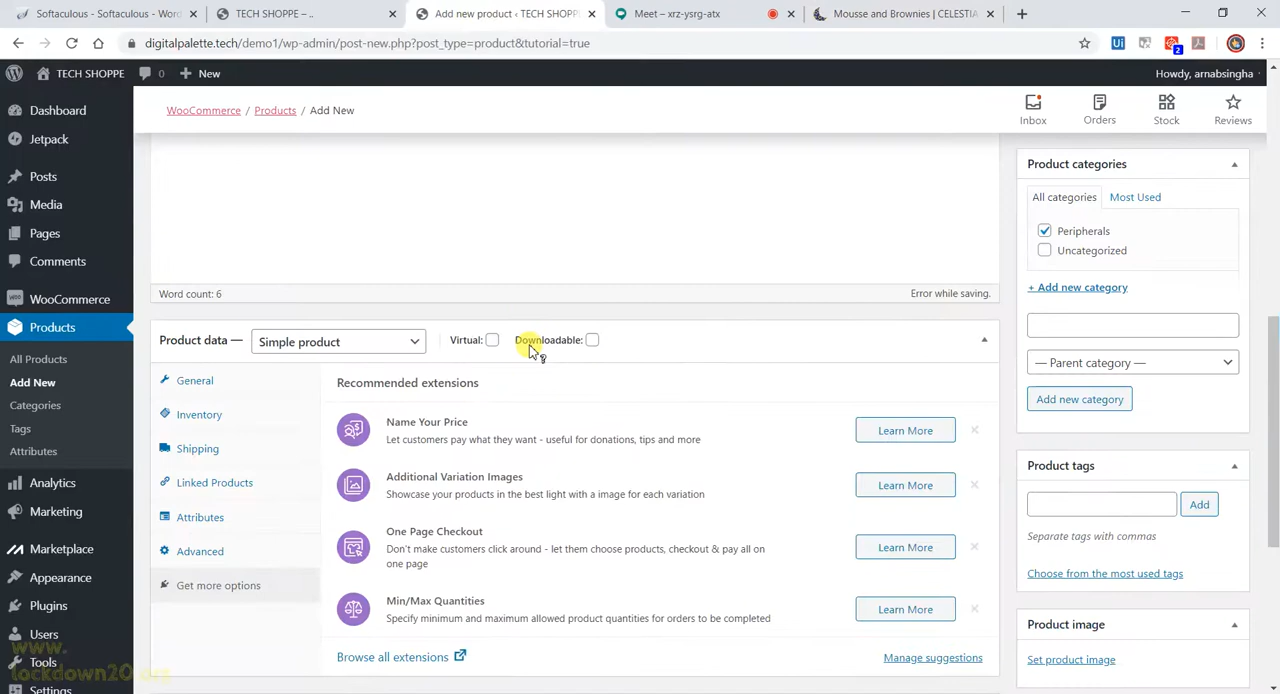 Softaculous - Softaculous - Wor
TECH SHOPPE – ..
Add new product ‹ TECH SHOPP
Meet – xrz-ysrg-atx
Mousse and Brownies | CELESTIA
digitalpalette.tech/demo1/wp-admin/post-new.php?post_type=product&tutorial=true
Ui
2
TECH SHOPPE
0
New
Howdy, arnabsingha
WooCommerce / Products / Add New
Inbox
Orders
Stock
Reviews
Dashboard
Jetpack
Posts
Media
Pages
Comments
WooCommerce
Products
All Products
Add New
Categories
Tags
Attributes
Analytics
Marketing
Marketplace
Appearance
Plugins
Users
Tools
Settings
Word count: 6
Error while saving.
Product data —
Simple product
Virtual:
Downloadable:
General
Inventory
Shipping
Linked Products
Attributes
Advanced
Get more options
Recommended extensions
Name Your Price
Let customers pay what they want - useful for donations, tips and more
Learn More
Additional Variation Images
Showcase your products in the best light with a image for each variation
Learn More
One Page Checkout
Don't make customers click around - let them choose products, checkout & pay all on
one page
Learn More
Min/Max Quantities
Specify minimum and maximum allowed product quantities for orders to be completed
Learn More
Browse all extensions
Manage suggestions
Product categories
All categories
Most Used
Peripherals
Uncategorized
+ Add new category
— Parent category —
Add new category
Product tags
Add
Separate tags with commas
Choose from the most used tags
Product image
Set product image
www.
lockdown20.org